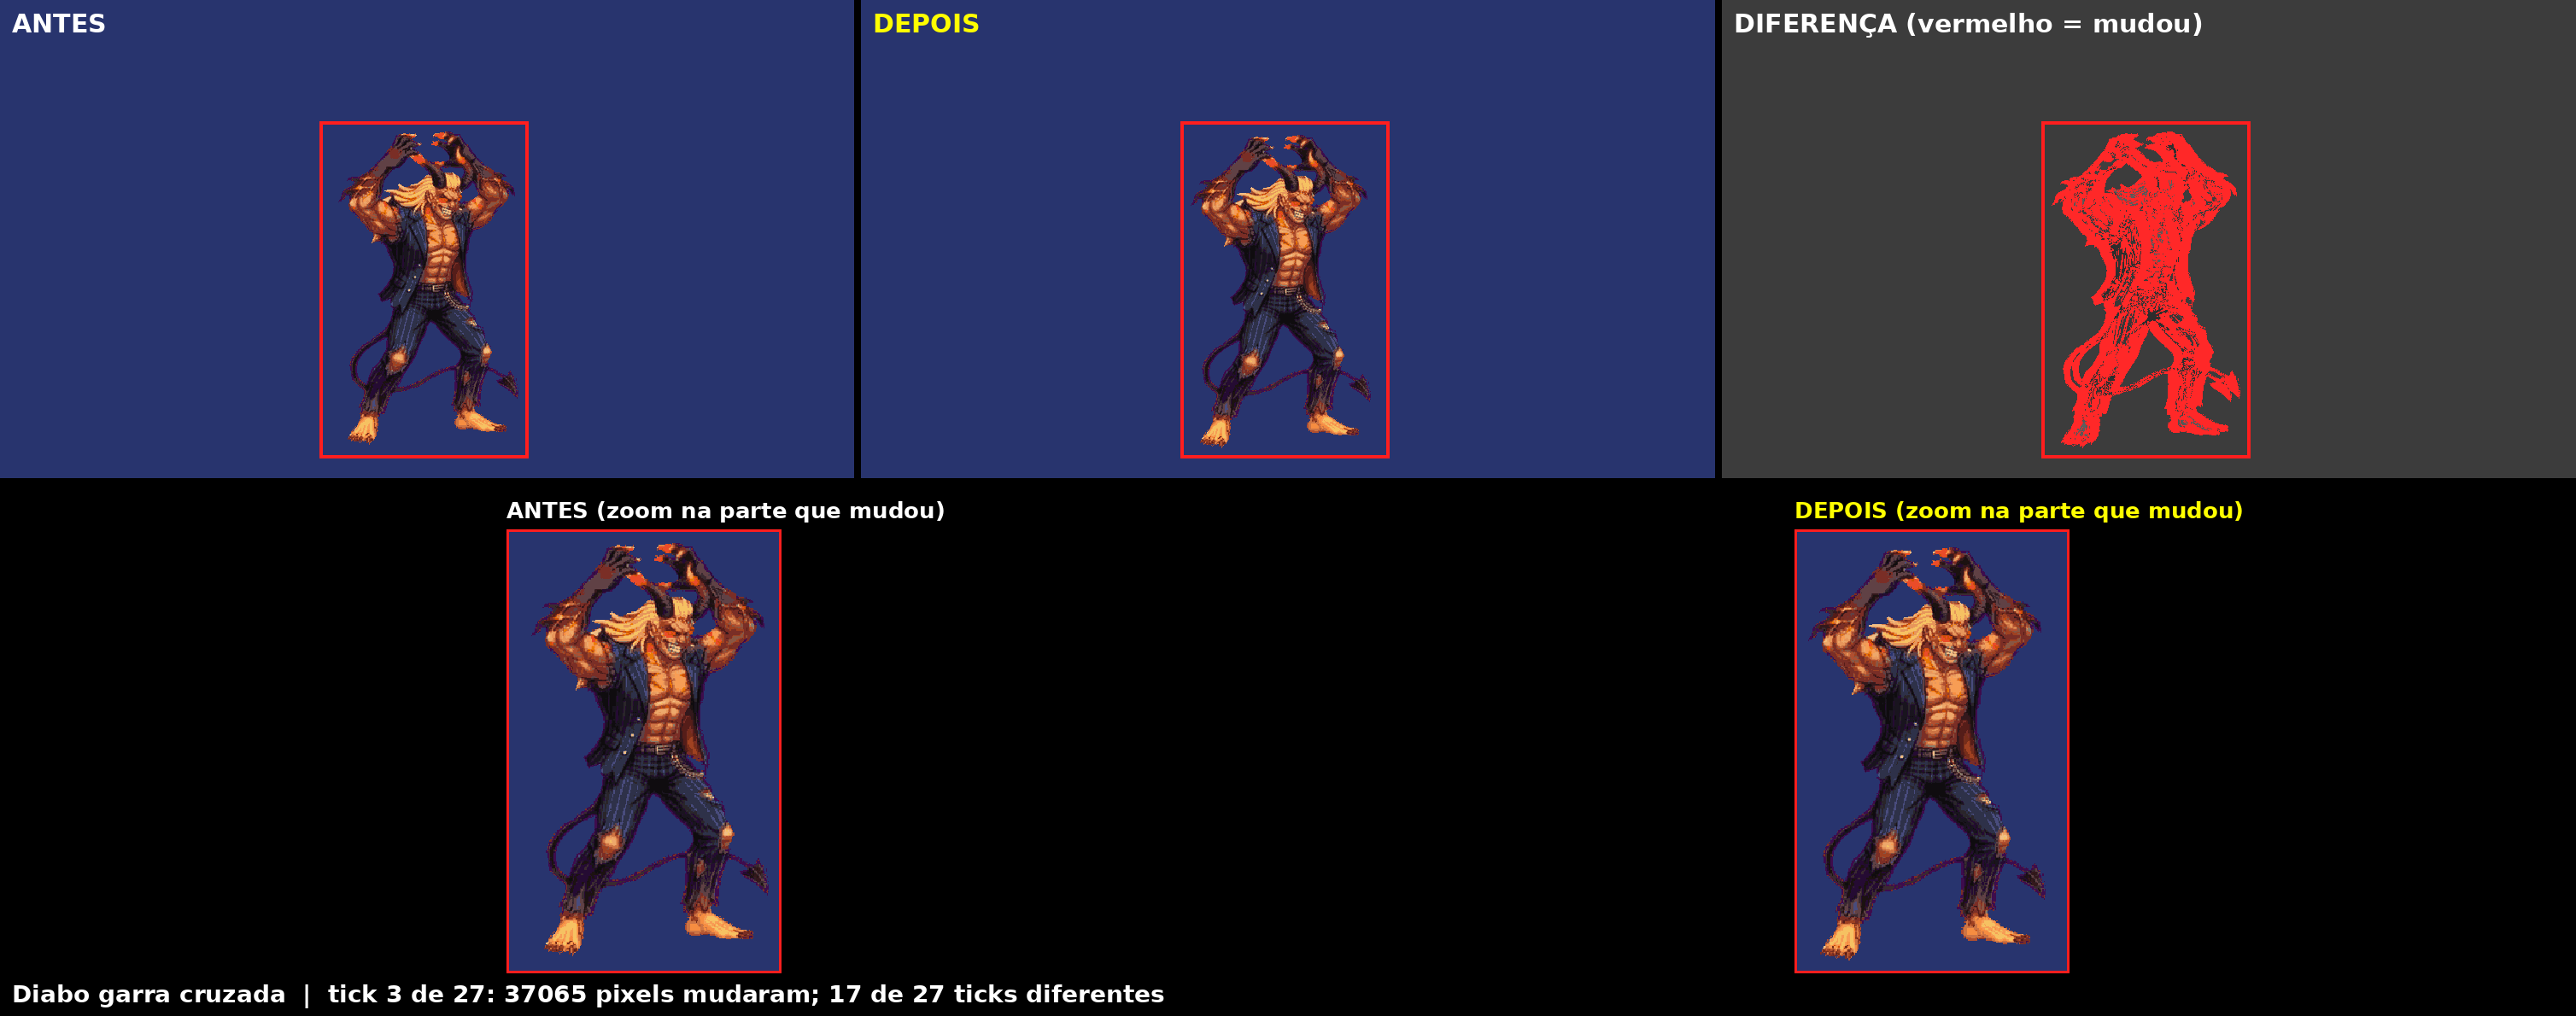 ANTES
DEPOIS
DIFERENÇA (vermelho = mudou)
ANTES (zoom na parte que mudou)
DEPOIS (zoom na parte que mudou)
Diabo garra cruzada | tick 3 de 27: 37065 pixels mudaram; 17 de 27 ticks diferentes